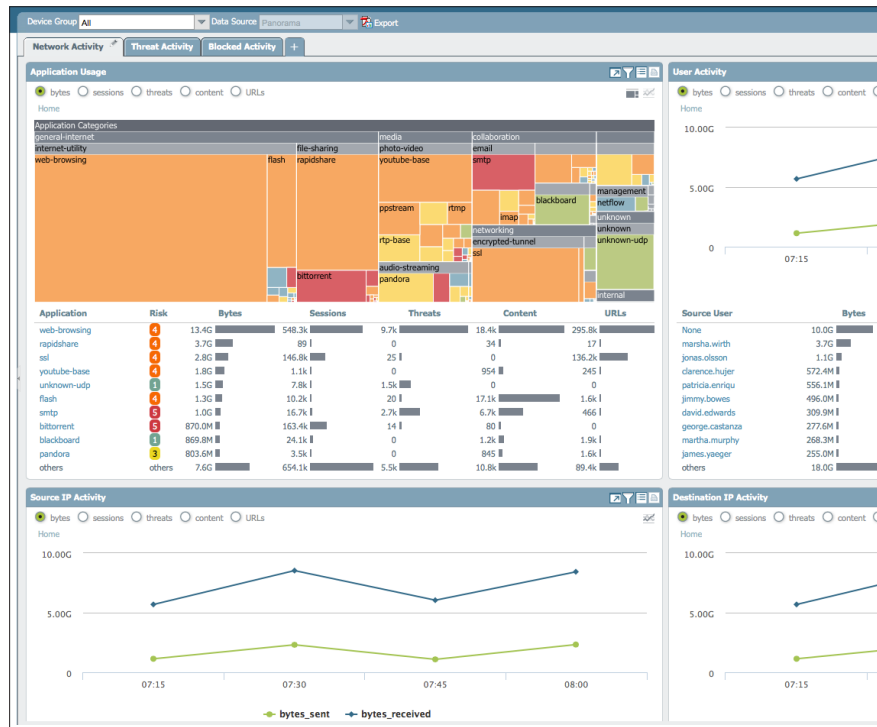 Device Group All Data Source Panorama Export
Network Activity Threat Activity Blocked Activity +
Application Usage
bytes sessions threats content URLs
Home
Application Categories
general-internet media collaboration
internet-utility file-sharing photo-video email
web-browsing flash rapidshare youtube-base smtp
management
ppstream rtmp blackboard netflow
imap unknown
networking unknown
rtp-base encrypted-tunnel unknown-udp
ssl
audio-streaming
bittorrent pandora
internal
Application Risk Bytes Sessions Threats Content URLs
web-browsing 4 13.4G 548.3k 9.7k 18.4k 295.8k
rapidshare 4 3.7G 89 0 34 17
ssl 4 2.8G 146.8k 25 0 136.2k
youtube-base 4 1.8G 1.1k 0 954 245
unknown-udp 1 1.5G 7.8k 1.5k 0 0
flash 4 1.3G 10.2k 20 17.1k 1.6k
smtp 5 1.0G 16.7k 2.7k 6.7k 466
bittorrent 5 870.0M 163.4k 14 80 0
blackboard 1 869.8M 24.1k 0 1.2k 1.9k
pandora 3 803.6M 3.5k 0 845 1.6k
others others 7.6G 654.1k 5.5k 10.8k 89.4k
User Activity
bytes sessions threats content
Home
10.00G
5.00G
0
07:15
Source User Bytes
None 10.0G
marsha.wirth 3.7G
jonas.olsson 1.1G
clarence.hujer 572.4M
patricia.enriqu 556.1M
jimmy.bowes 496.0M
david.edwards 309.9M
george.castanza 277.6M
martha.murphy 268.3M
james.yaeger 255.0M
others 18.0G
Source IP Activity
bytes sessions threats content URLs
Home
10.00G
5.00G
0
07:15 07:30 07:45 08:00
bytes_sent bytes_received
Destination IP Activity
bytes sessions threats content
Home
10.00G
5.00G
0
07:15